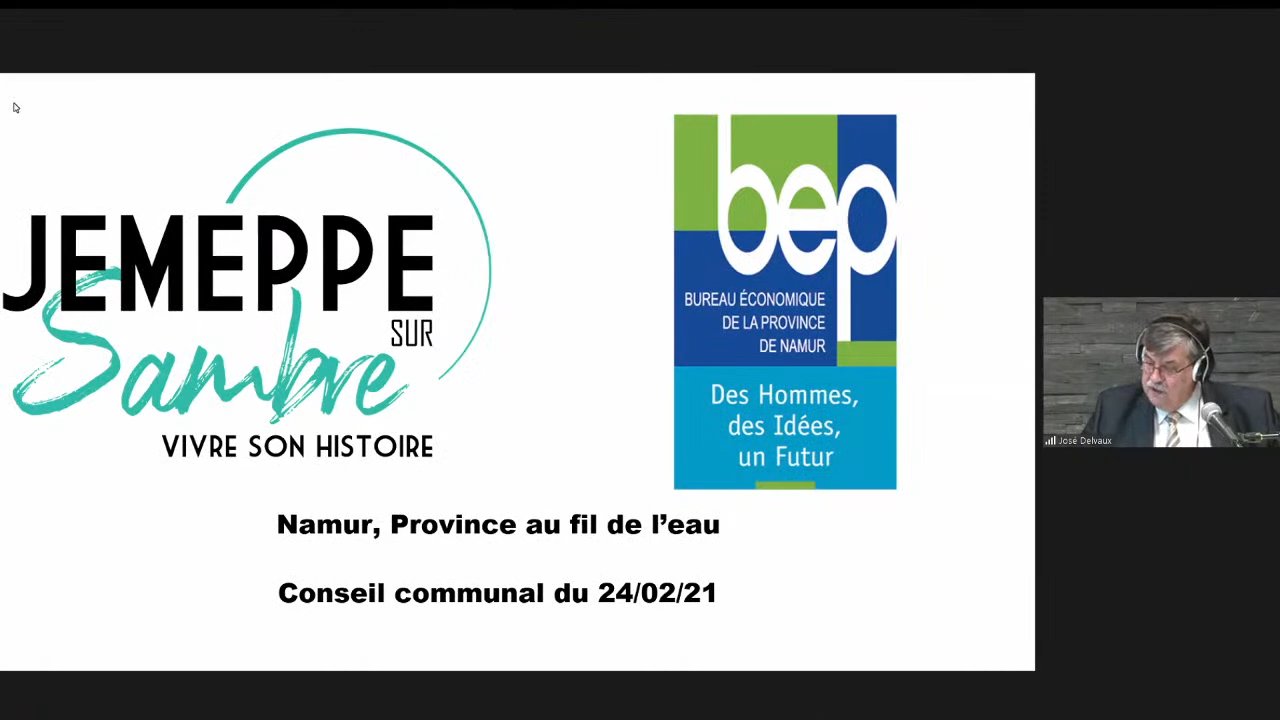 JEMEPPE
SUR
Sambre
VIVRE SON HISTOIRE
bep
BUREAU ÉCONOMIQUE
DE LA PROVINCE
DE NAMUR
Des Hommes,
des Idées,
un Futur
Namur, Province au fil de l’eau
Conseil communal du 24/02/21
José Delvaux